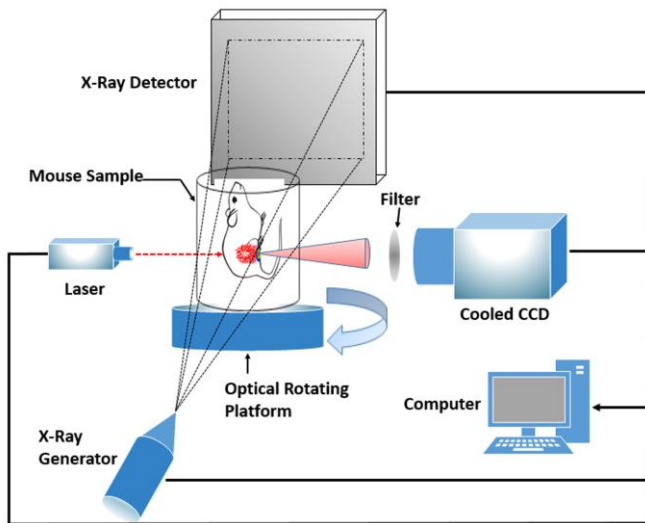 X-Ray Detector
Mouse Sample
Filter
Laser
Cooled CCD
Optical Rotating
Platform
Computer
X-Ray
Generator